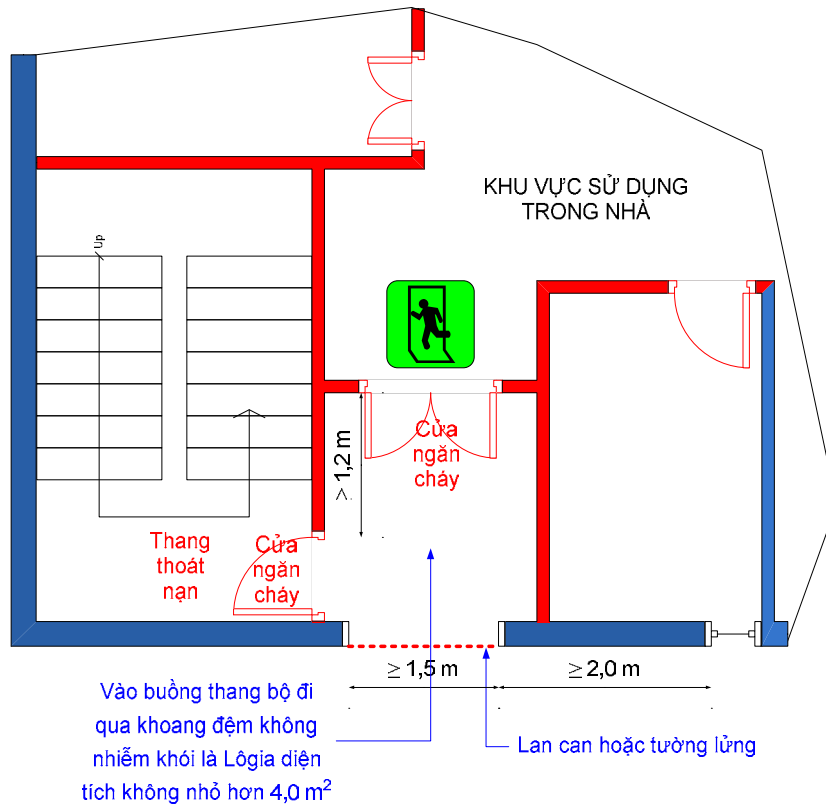 KHU VỰC SỬ DỤNG
TRONG NHÀ
Up
Cửa
ngăn
cháy
> 1,2 m
Thang
thoát
nạn
Cửa
ngăn
cháy
≥ 1,5 m
≥ 2,0 m
Vào buồng thang bộ đi
qua khoang đệm không
nhiễm khói là Lôgia diện
tích không nhỏ hơn 4,0 m²
Lan can hoặc tường lửng